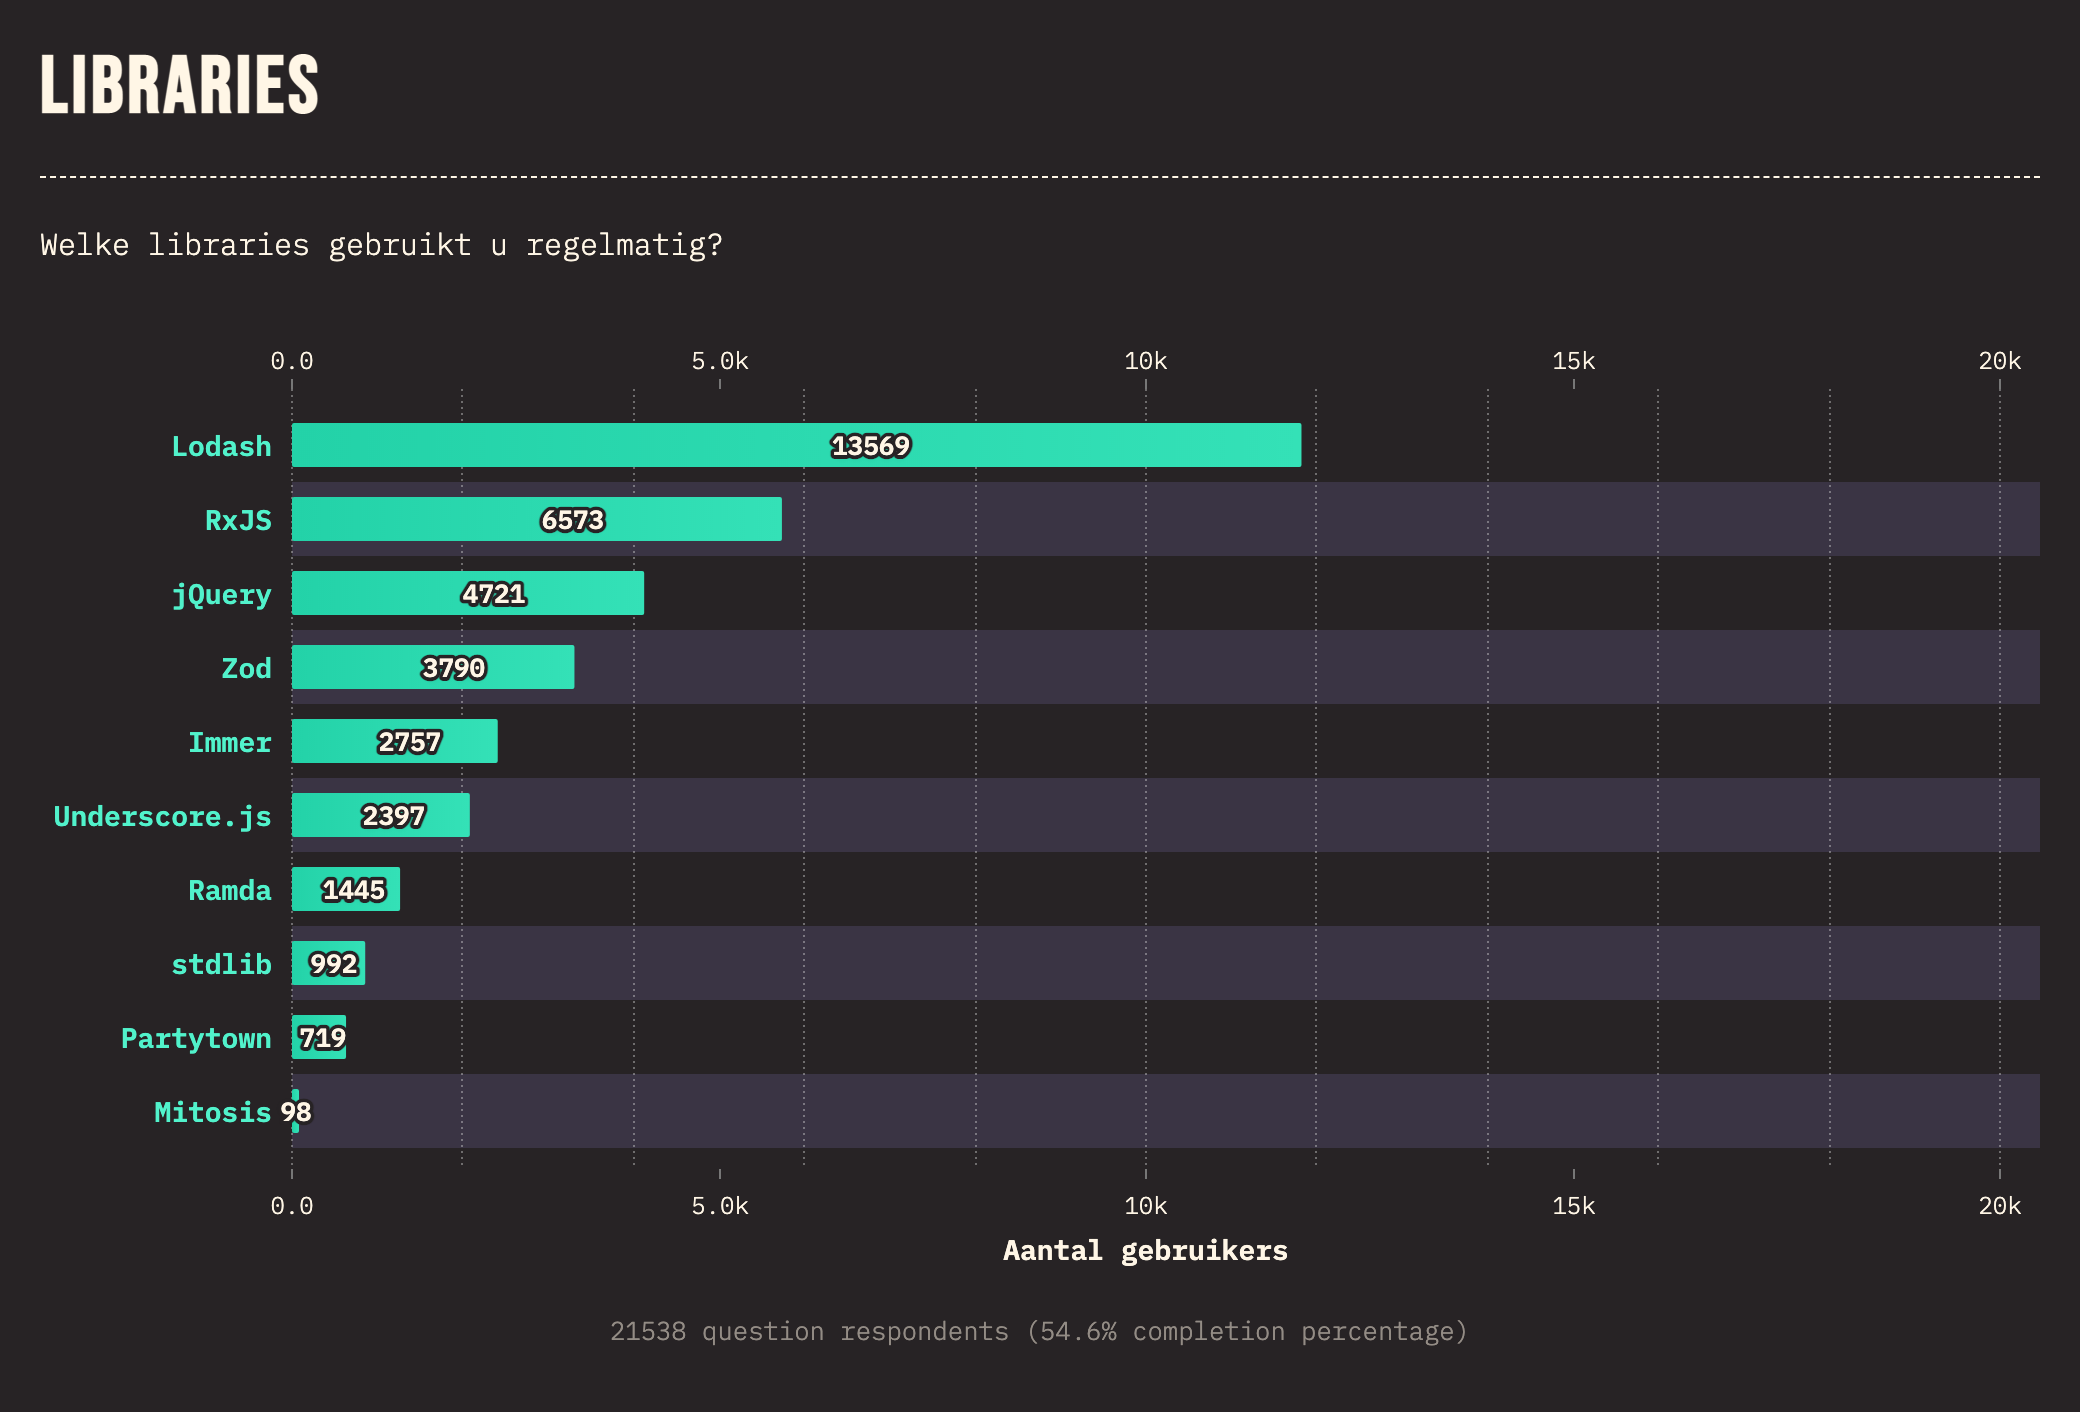 LIBRARIES
Welke libraries gebruikt u regelmatig?
0.0 5.0k 10k 15k 20k
Lodash 13569
RxJS 6573
jQuery 4721
Zod 3790
Immer 2757
Underscore.js 2397
Ramda 1445
stdlib 992
Partytown 719
Mitosis 98
0.0 5.0k 10k 15k 20k
Aantal gebruikers
21538 question respondents (54.6% completion percentage)